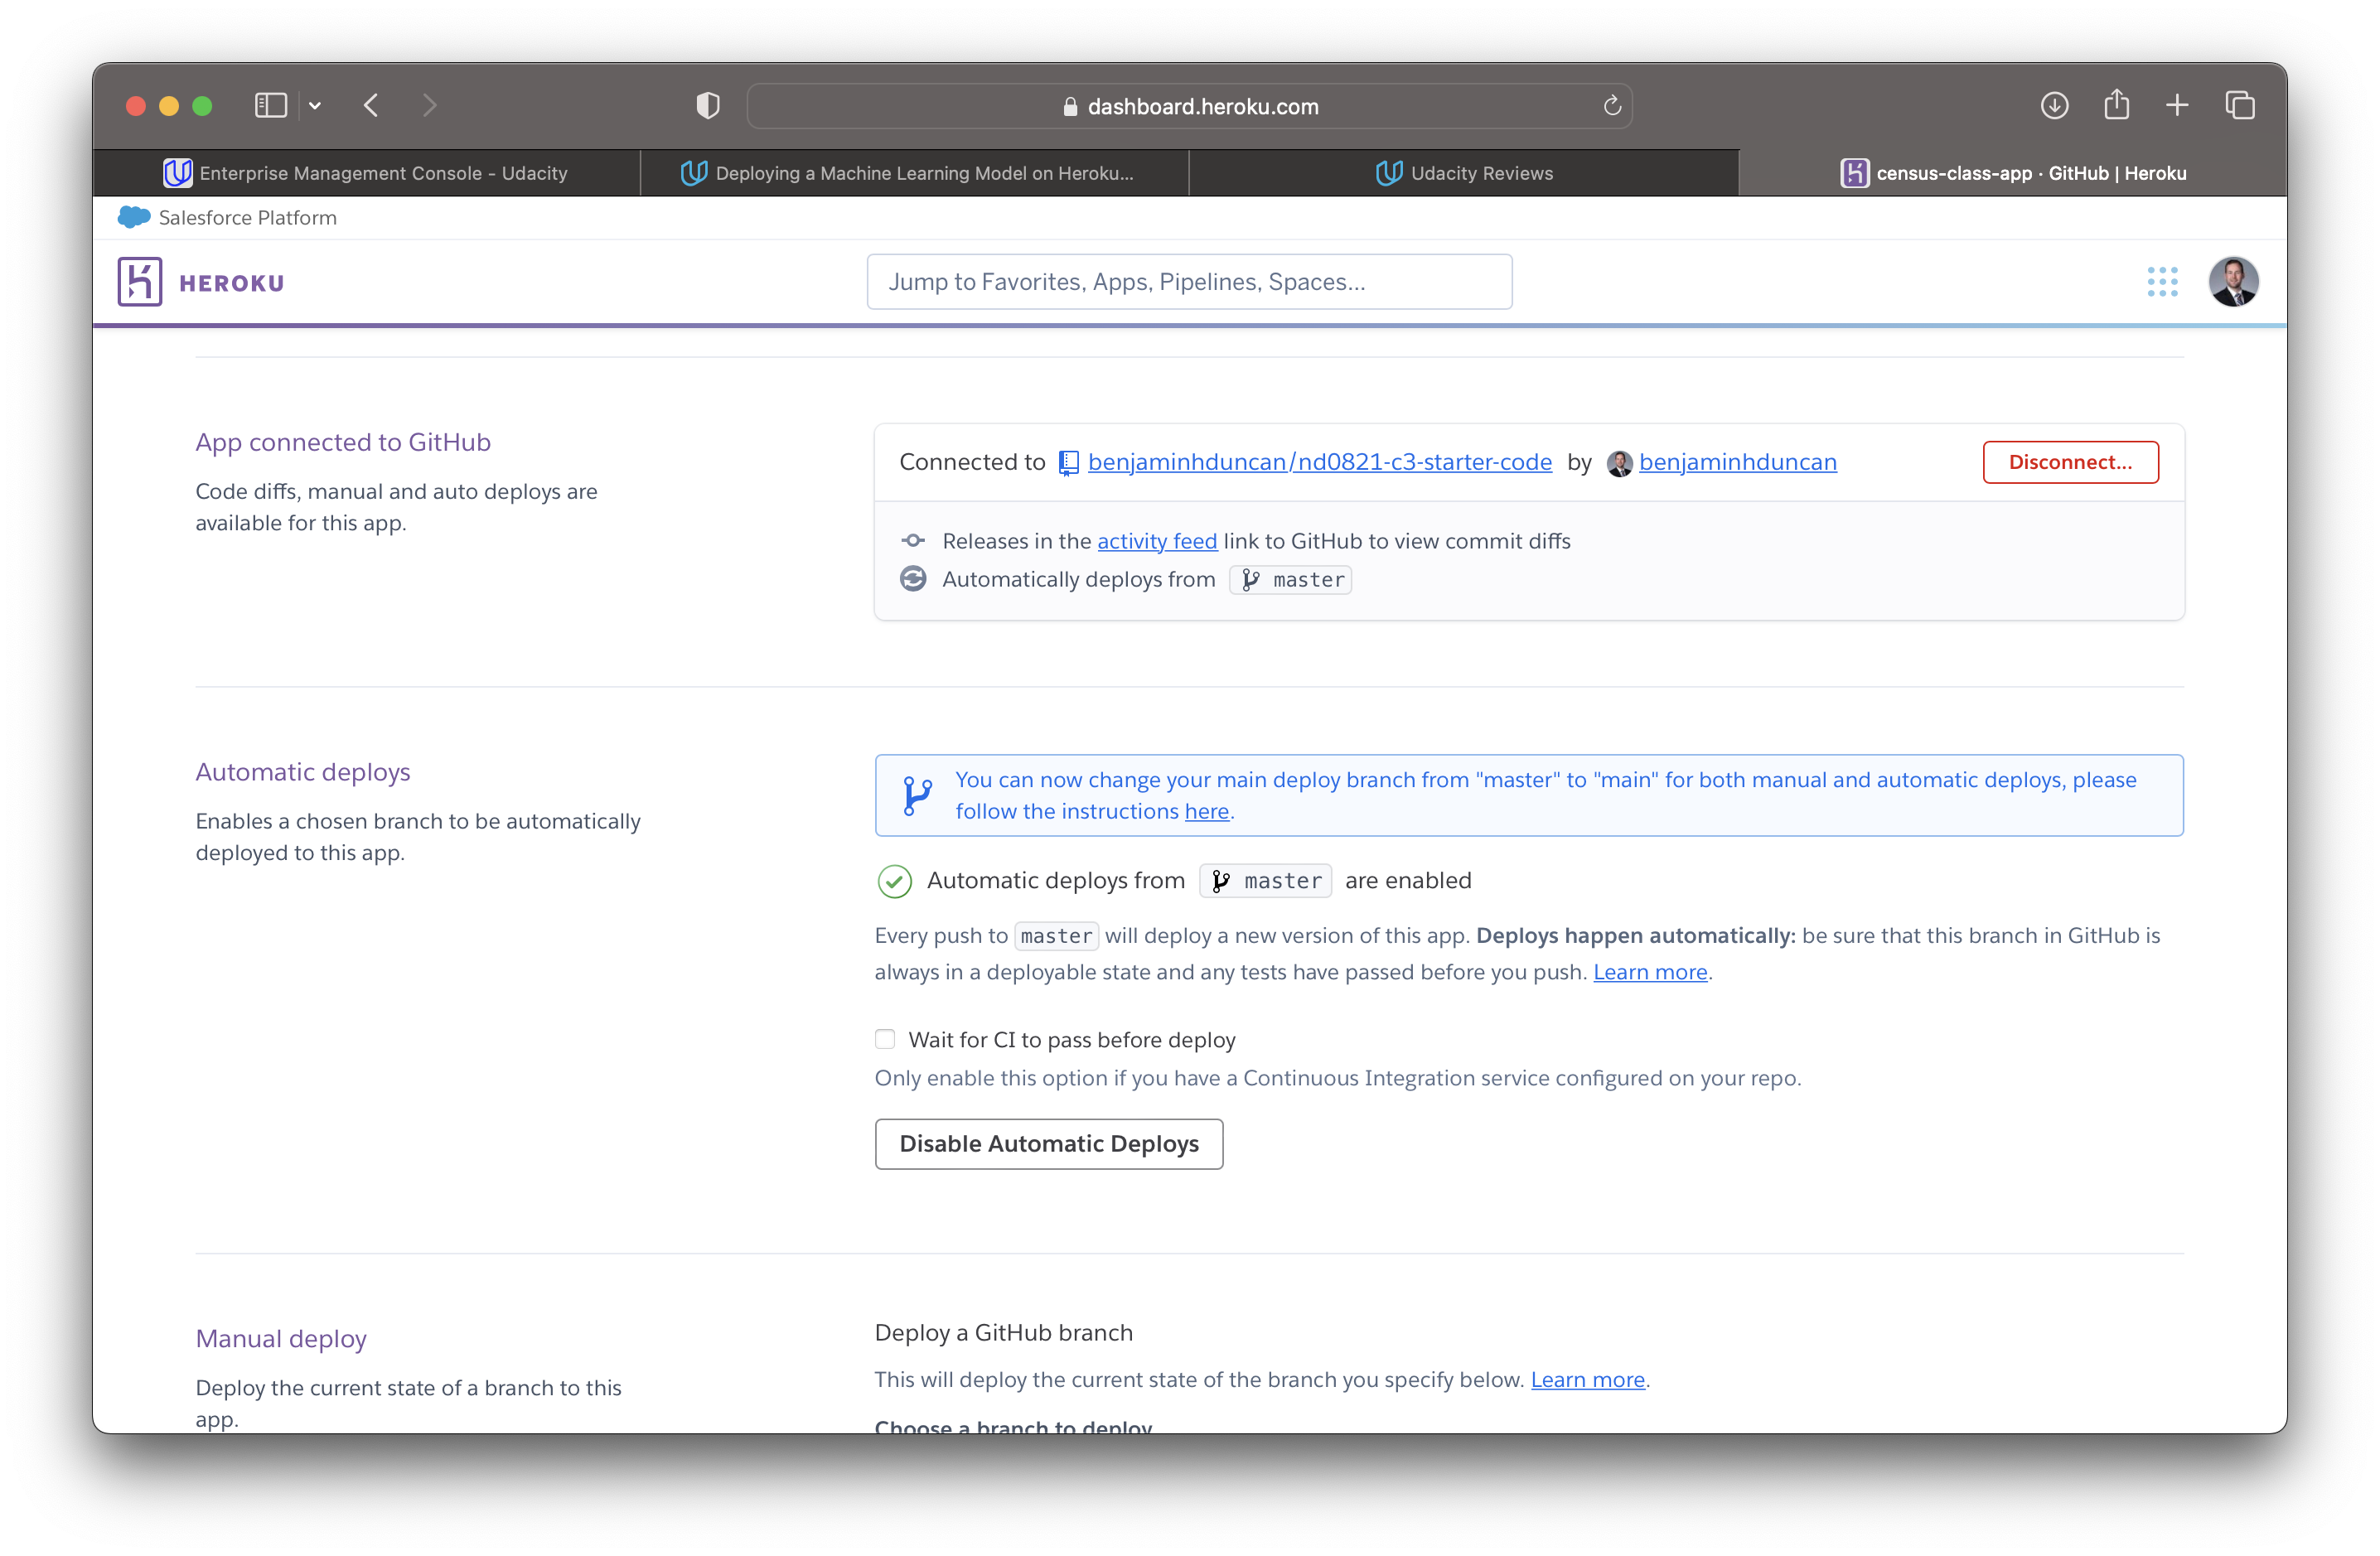 dashboard.heroku.com
Enterprise Management Console - Udacity
Deploying a Machine Learning Model on Heroku...
Udacity Reviews
census-class-app · GitHub | Heroku
Salesforce Platform
HEROKU
Jump to Favorites, Apps, Pipelines, Spaces...
App connected to GitHub
Code diffs, manual and auto deploys are
available for this app.
Connected to benjaminhduncan/nd0821-c3-starter-code by benjaminhduncan
Disconnect...
Releases in the activity feed link to GitHub to view commit diffs
Automatically deploys from master
Automatic deploys
Enables a chosen branch to be automatically
deployed to this app.
You can now change your main deploy branch from "master" to "main" for both manual and automatic deploys, please
follow the instructions here.
Automatic deploys from master are enabled
Every push to master will deploy a new version of this app. Deploys happen automatically: be sure that this branch in GitHub is
always in a deployable state and any tests have passed before you push. Learn more.
Wait for CI to pass before deploy
Only enable this option if you have a Continuous Integration service configured on your repo.
Disable Automatic Deploys
Manual deploy
Deploy the current state of a branch to this
app.
Deploy a GitHub branch
This will deploy the current state of the branch you specify below. Learn more.
Choose a branch to deploy